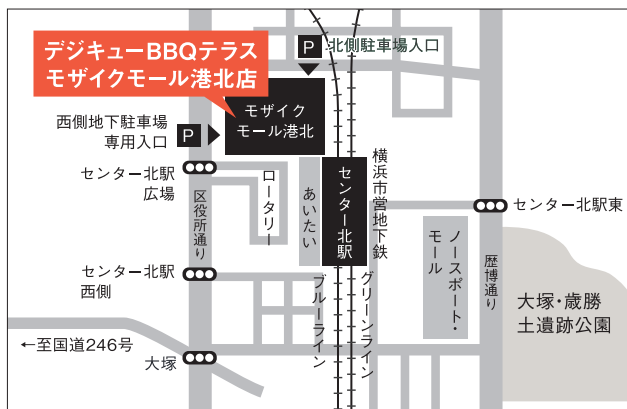 デジキューBBQテラス
モザイクモール港北店
P
北側駐車場入口
モザイク
モール港北
西側地下駐車場
専用入口
P
センター北駅
広場
区役所通り
ロータリー
あいたい
センター北駅
横浜市営地下鉄
センター北駅東
センター北駅
西側
ブルーライン
グリーンライン
ノースポート・
モール
歴博通り
大塚・歳勝
土遺跡公園
←至国道246号
大塚